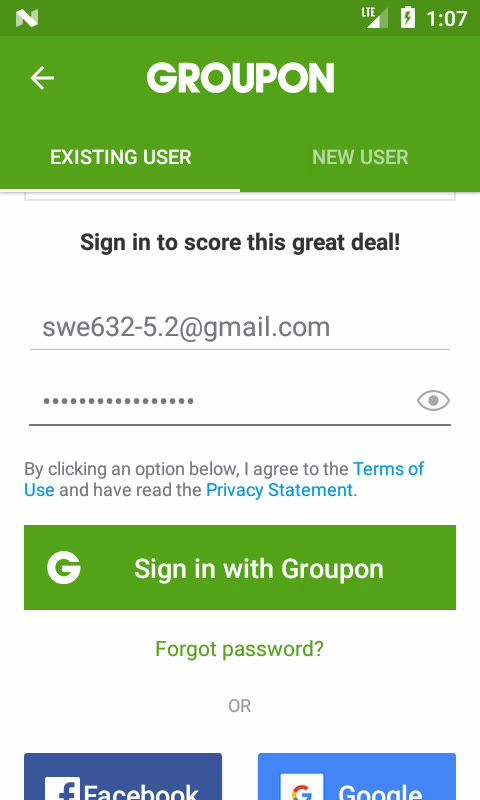 LTE 1:07
GROUPON
EXISTING USER NEW USER
Sign in to score this great deal!
swe632-5.2@gmail.com
•••••••••••••••••
By clicking an option below, I agree to the Terms of
Use and have read the Privacy Statement.
G Sign in with Groupon
Forgot password?
OR
f Facebook G Google